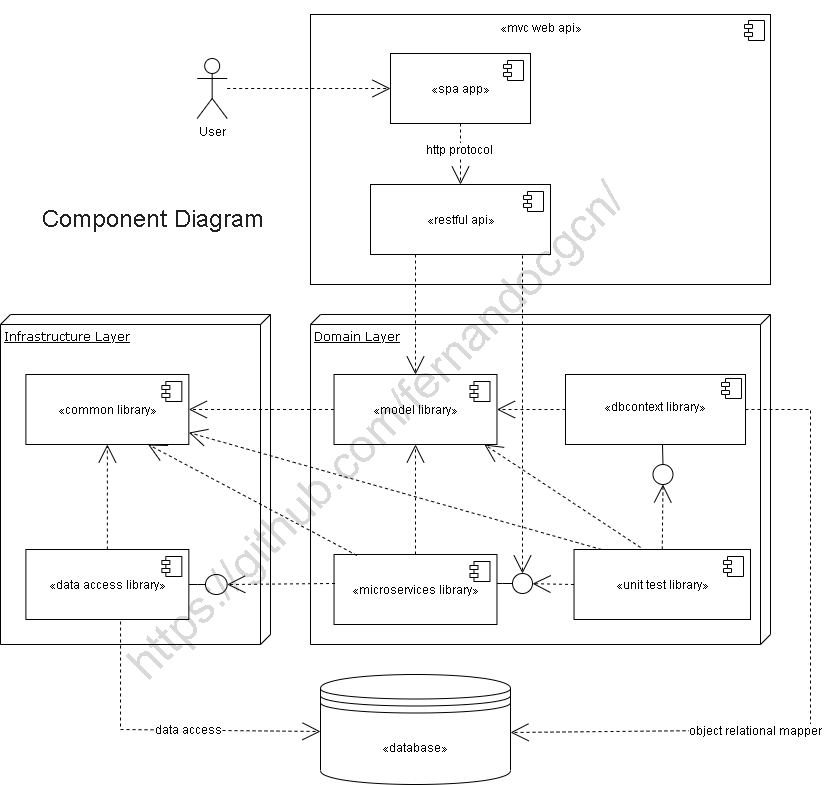 «mvc web api»
«spa app»
User
http protocol
«restful api»
Component Diagram
Infrastructure Layer
Domain Layer
«common library»
«model library»
«dbcontext library»
«data access library»
«microservices library»
«unit test library»
data access
object relational mapper
«database»
https://github.com/fernandocgcn/